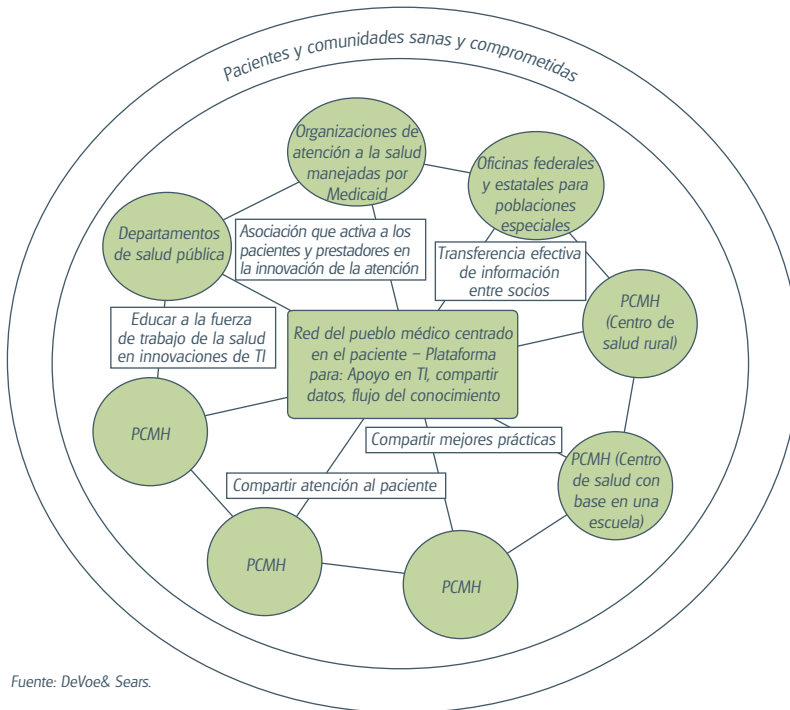 Pacientes y comunidades sanas y comprometidas
Organizaciones de
atención a la salud
manejadas por
Medicaid
Oficinas federales
y estatales para
poblaciones
especiales
Departamentos
de salud pública
Asociación que activa a los
pacientes y prestadores en
la innovación de la atención
Transferencia efectiva
de información
entre socios
Educar a la fuerza
de trabajo de la salud
en innovaciones de TI
Red del pueblo médico centrado
en el paciente – Plataforma
para: Apoyo en TI, compartir
datos, flujo del conocimiento
PCMH
(Centro de
salud rural)
PCMH
Compartir mejores prácticas
PCMH (Centro
de salud con
base en una
escuela)
Compartir atención al paciente
PCMH
PCMH
Fuente: DeVoe& Sears.